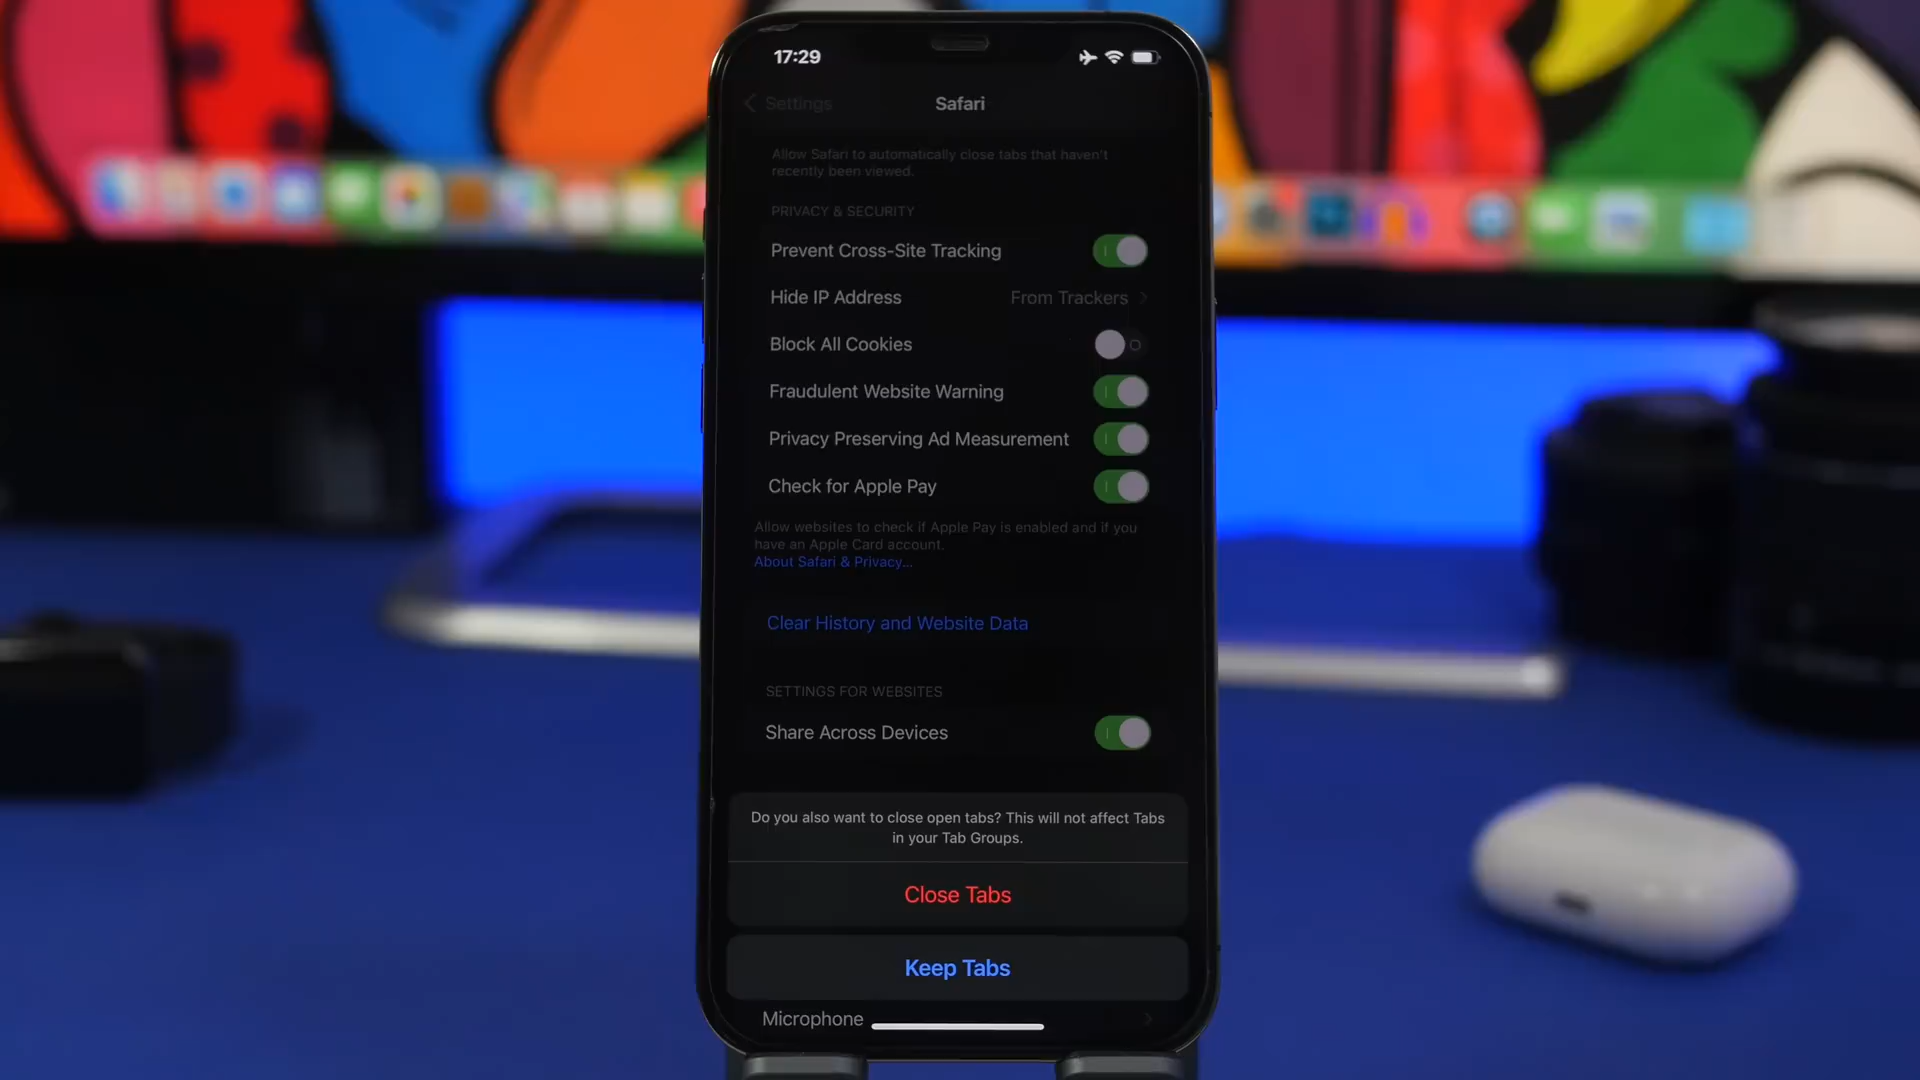 17:29
Settings
Safari
Allow Safari to automatically close tabs that haven't
recently been viewed.
PRIVACY & SECURITY
Prevent Cross-Site Tracking
Hide IP Address
From Trackers
Block All Cookies
Fraudulent Website Warning
Privacy Preserving Ad Measurement
Check for Apple Pay
Allow websites to check if Apple Pay is enabled and if you
have an Apple Card account.
About Safari & Privacy...
Clear History and Website Data
SETTINGS FOR WEBSITES
Share Across Devices
Do you also want to close open tabs? This will not affect Tabs
in your Tab Groups.
Close Tabs
Keep Tabs
Microphone